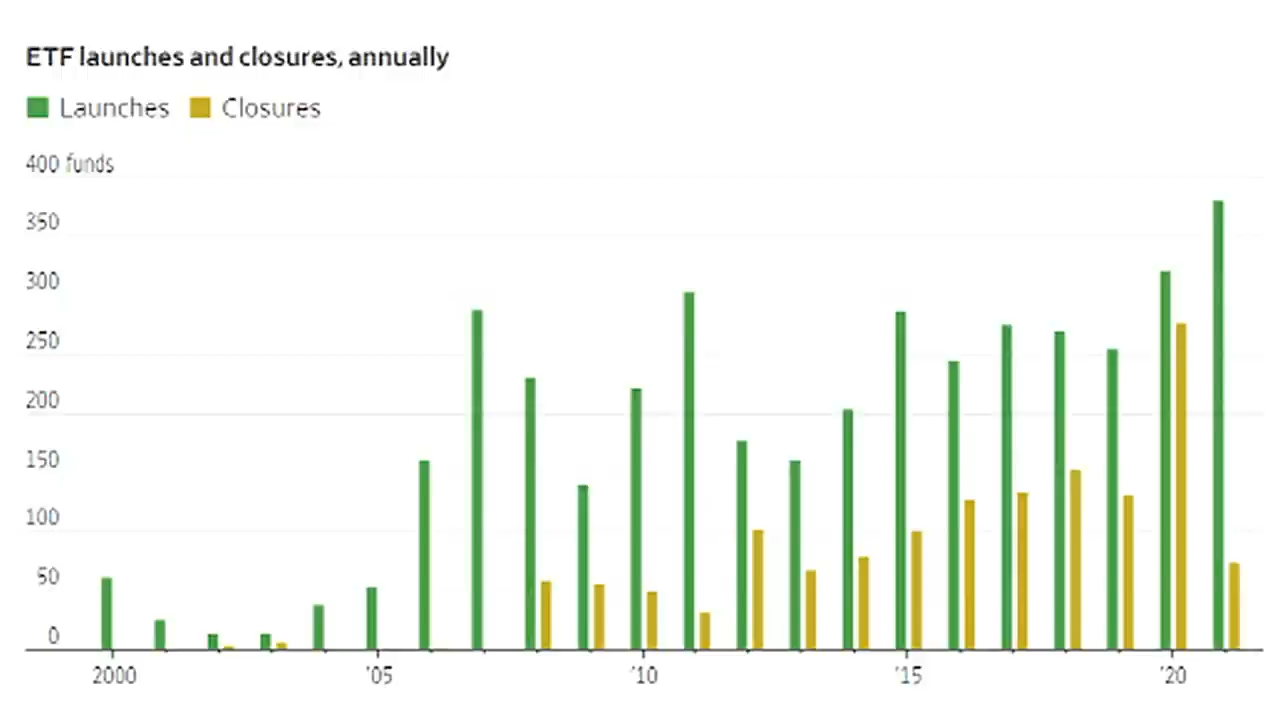 ETF launches and closures, annually
Launches Closures
400 funds
350
300
250
200
150
100
50
0
2000 '05 '10 '15 '20